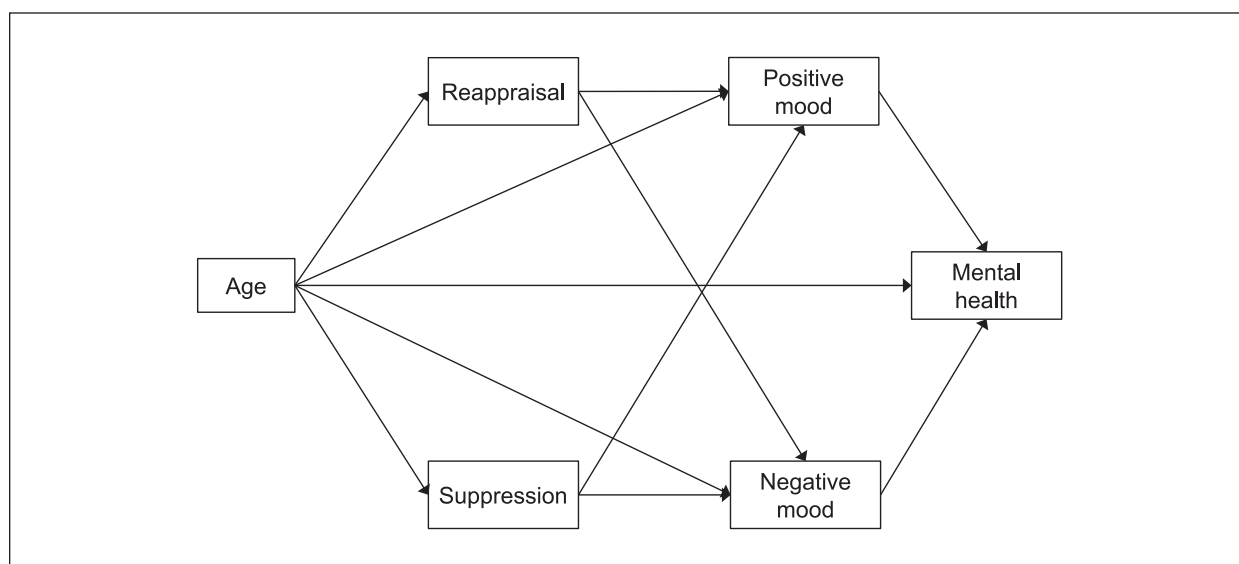 Reappraisal
Positive
mood
Age
Mental
health
Suppression
Negative
mood